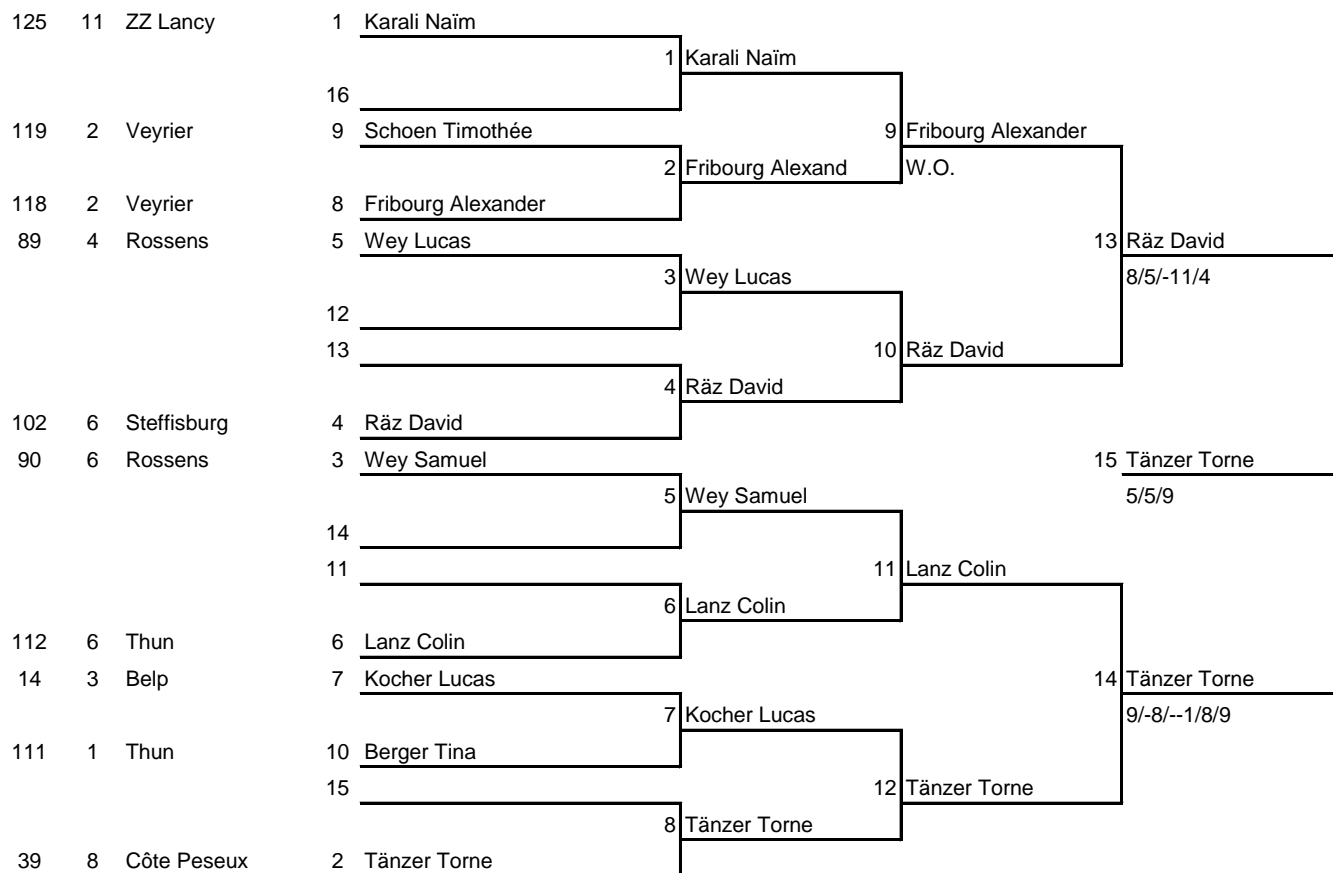 125 11 ZZ Lancy 1 Karali Naïm
1 Karali Naïm
16
119 2 Veyrier 9 Schoen Timothée 9 Fribourg Alexander
2 Fribourg Alexand W.O.
118 2 Veyrier 8 Fribourg Alexander
89 4 Rossens 5 Wey Lucas 13 Räz David
3 Wey Lucas 8/5/-11/4
12
13 10 Räz David
4 Räz David
102 6 Steffisburg 4 Räz David
90 6 Rossens 3 Wey Samuel 15 Tänzer Torne
5 Wey Samuel 5/5/9
14
11 11 Lanz Colin
6 Lanz Colin
112 6 Thun 6 Lanz Colin
14 3 Belp 7 Kocher Lucas 14 Tänzer Torne
7 Kocher Lucas 9/-8/--1/8/9
111 1 Thun 10 Berger Tina
15 12 Tänzer Torne
8 Tänzer Torne
39 8 Côte Peseux 2 Tänzer Torne